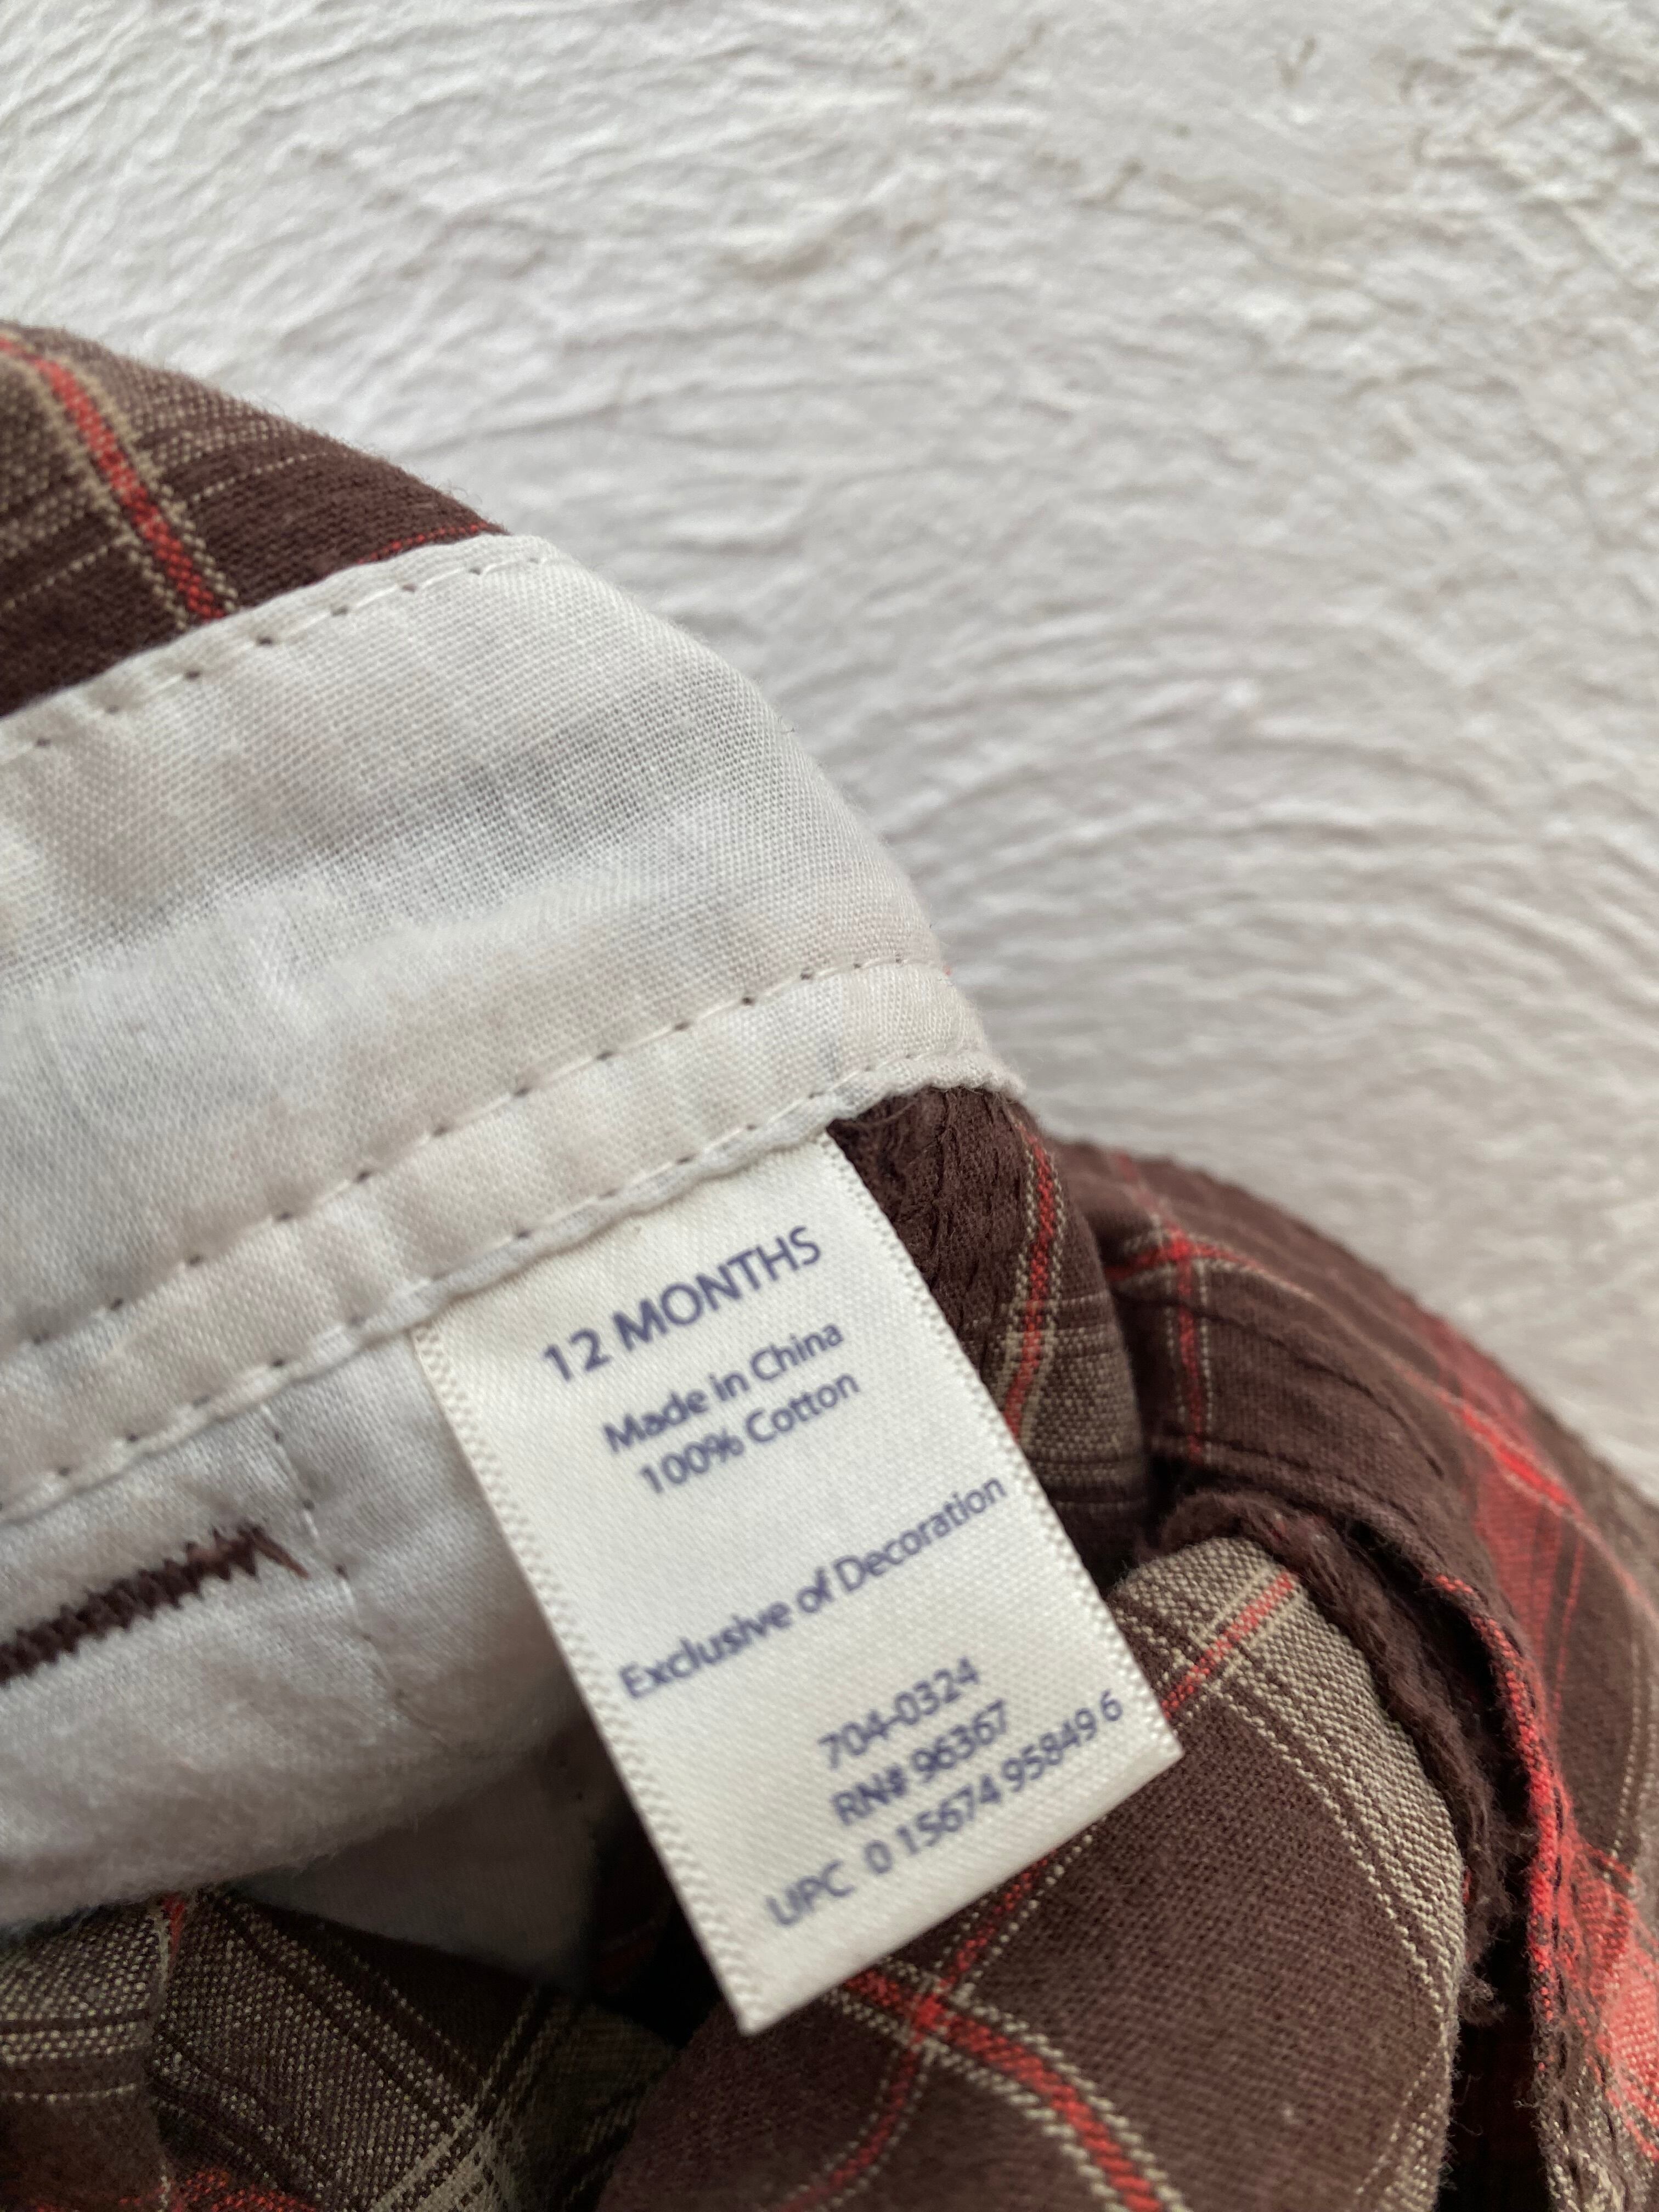 12 MONTHS
Made in China
100% Cotton
Exclusive of Decoration
704-0324
RN# 96367
UPC 0 15674 95849 6